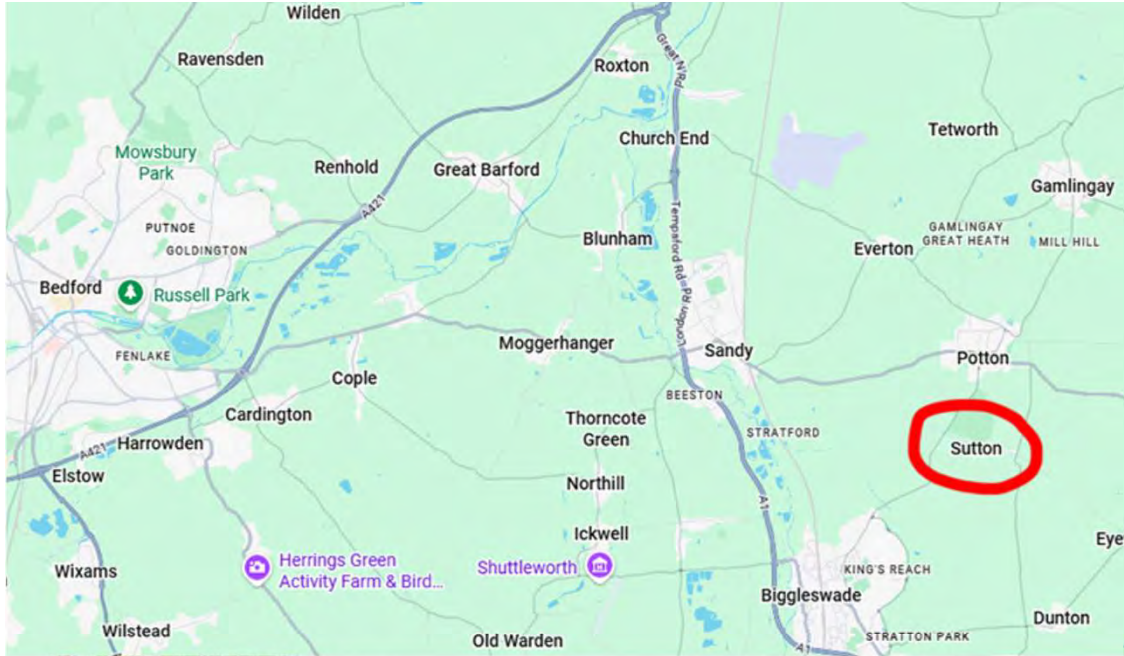 Wilden
Ravensden
Roxton
Great N Rd
Church End
Tetworth
Mowsbury
Park
Renhold
Great Barford
A421
Gamlingay
PUTNOE
GOLDINGTON
Blunham
Tempsford Rd
GAMLINGAY
GREAT HEATH
MILL HILL
Everton
Bedford
Russell Park
London Rd
FENLAKE
Moggerhanger
Sandy
Potton
Cople
BEESTON
Cardington
Thorncote
Green
STRATFORD
Harrowden
A421
Sutton
Elstow
Northill
A1
Ickwell
Eye
Herrings Green
Activity Farm & Bird...
Shuttleworth
Wixams
KING'S REACH
Biggleswade
Dunton
Wilstead
Old Warden
STRATTON PARK
A1